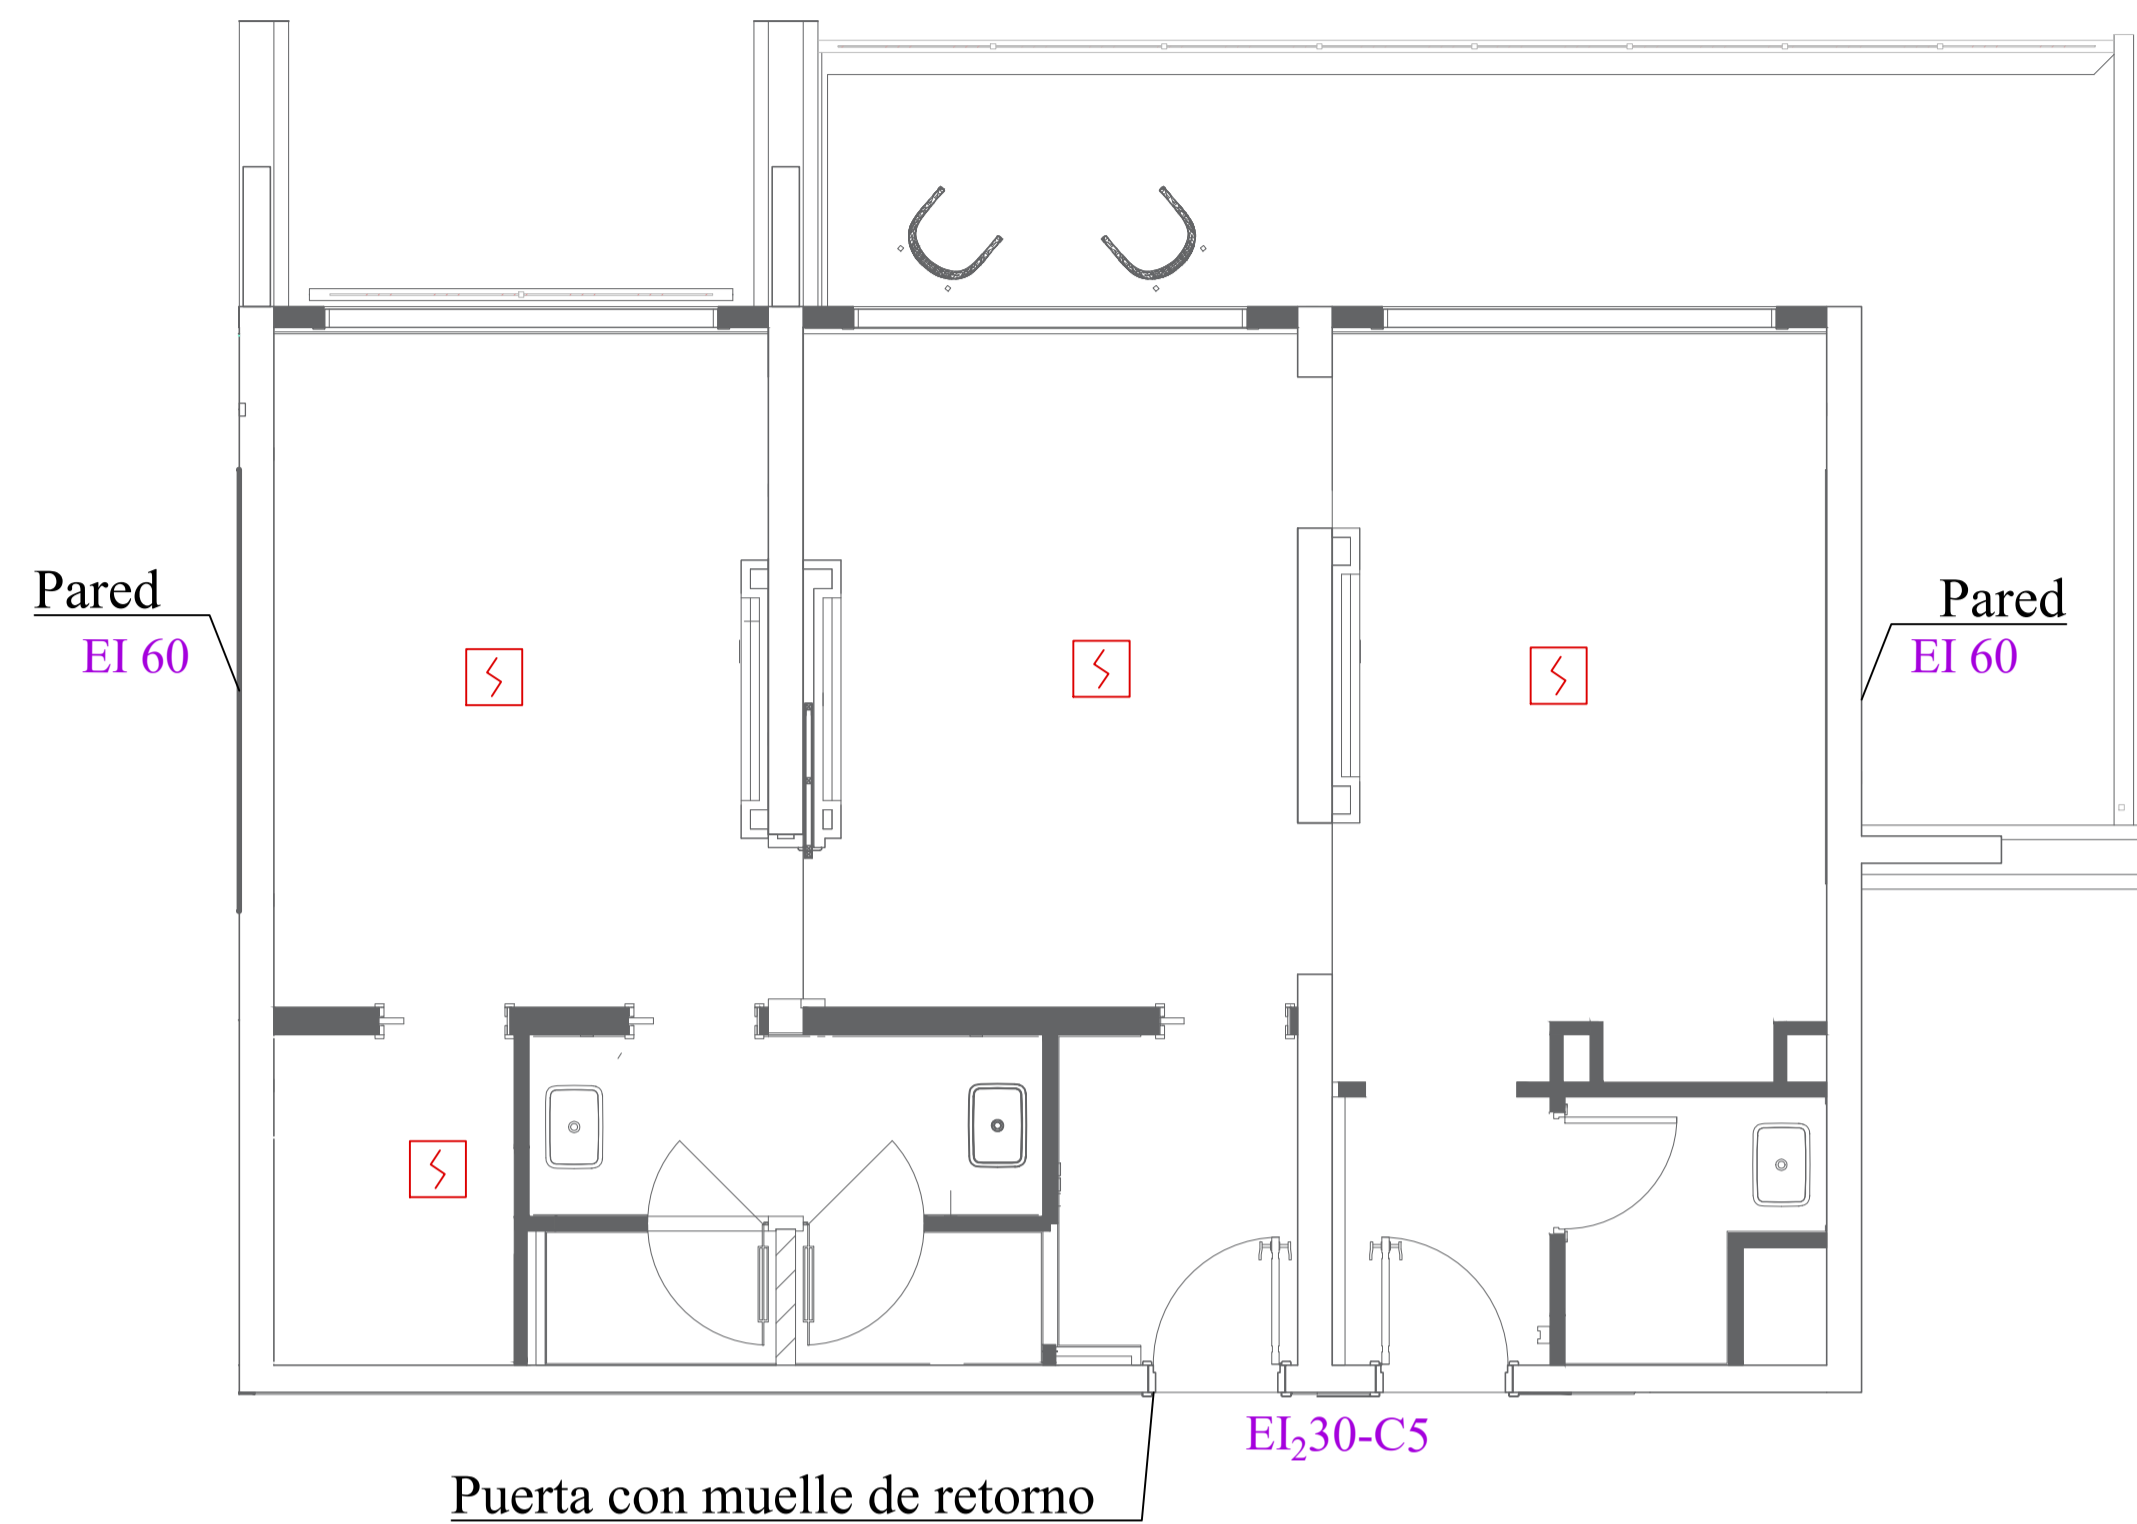 Pared
EI 60
Pared
EI 60
EI₂30-C5
Puerta con muelle de retorno